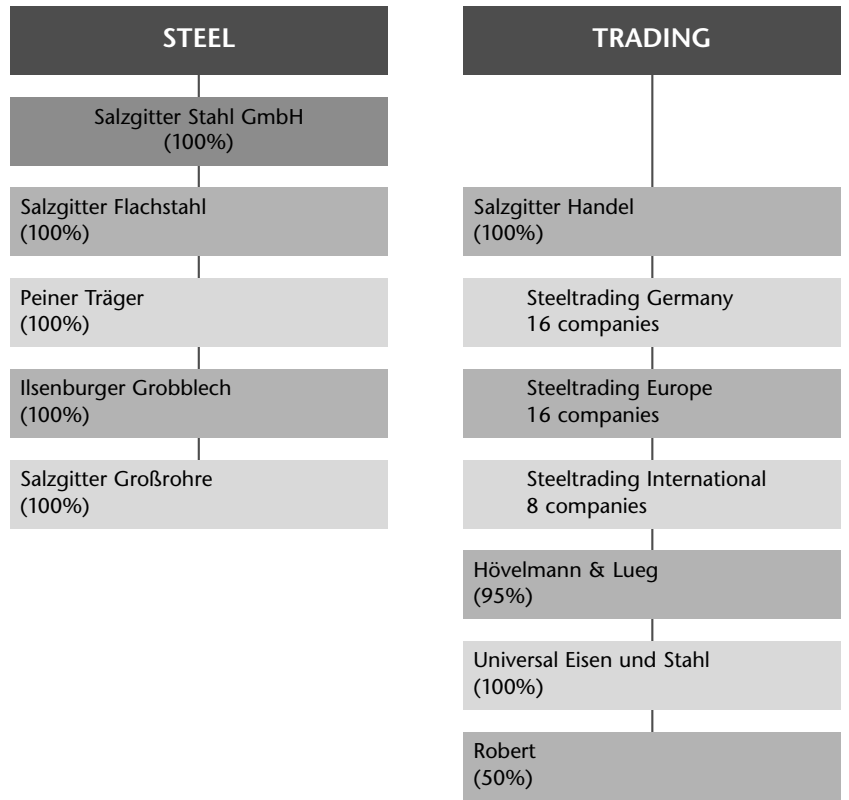 STEEL
Salzgitter Stahl GmbH
(100%)
Salzgitter Flachstahl
(100%)
Peiner Träger
(100%)
Ilsenburger Grobblech
(100%)
Salzgitter Großrohre
(100%)
TRADING
Salzgitter Handel
(100%)
Steeltrading Germany
16 companies
Steeltrading Europe
16 companies
Steeltrading International
8 companies
Hövelmann & Lueg
(95%)
Universal Eisen und Stahl
(100%)
Robert
(50%)